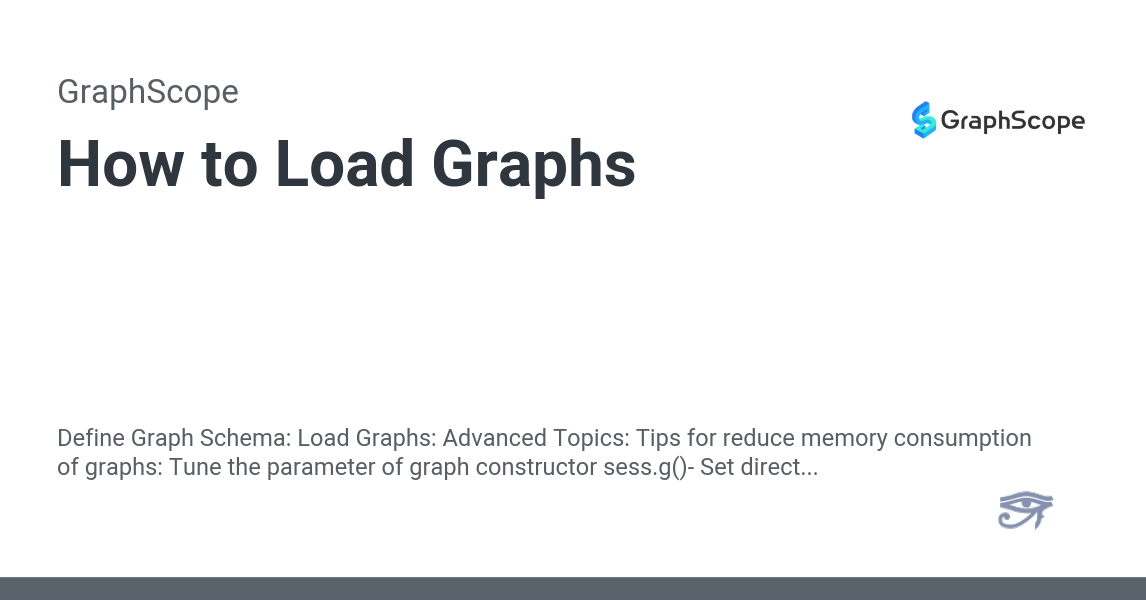 GraphScope
GraphScope
How to Load Graphs
Define Graph Schema: Load Graphs: Advanced Topics: Tips for reduce memory consumption
of graphs: Tune the parameter of graph constructor sess.g()- Set direct...